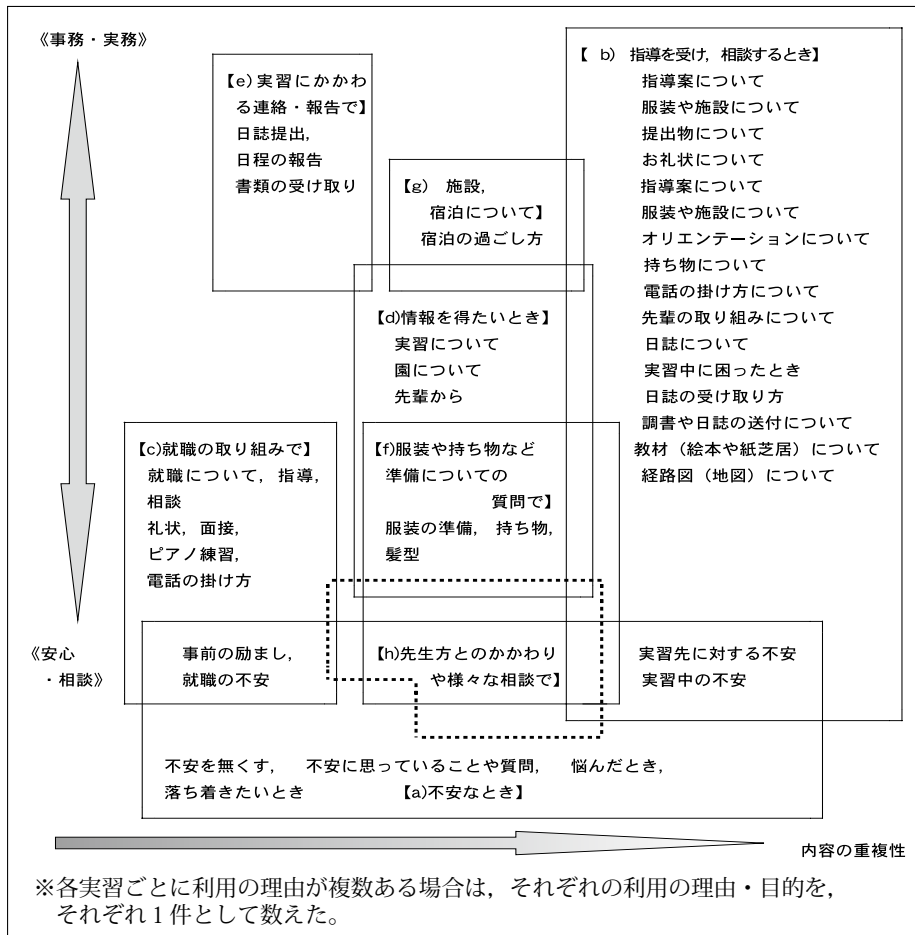 《事務・実務》
【e)実習にかかわ
る連絡・報告で】
日誌提出,
日程の報告
書類の受け取り
【g) 施設,
宿泊について】
宿泊の過ごし方
【 b) 指導を受け, 相談するとき】
指導案について
服装や施設について
提出物について
お礼状について
指導案について
服装や施設について
オリエンテーションについて
持ち物について
電話の掛け方について
先輩の取り組みについて
日誌について
実習中に困ったとき
日誌の受け取り方
調書や日誌の送付について
教材(絵本や紙芝居)について
経路図(地図)について
【d)情報を得たいとき】
実習について
園について
先輩から
【c)就職の取り組みで】
就職について, 指導,
相談
礼状, 面接,
ピアノ練習,
電話の掛け方
【f)服装や持ち物など
準備についての
質問で】
服装の準備, 持ち物,
髪型
《安心
・相談》
事前の励まし,
就職の不安
【h)先生方とのかかわり
や様々な相談で】
実習先に対する不安
実習中の不安
不安を無くす, 不安に思っていることや質問, 悩んだとき,
落ち着きたいとき 【a)不安なとき】
内容の重複性
※各実習ごとに利用の理由が複数ある場合は, それぞれの利用の理由・目的を,
それぞれ1件として数えた。